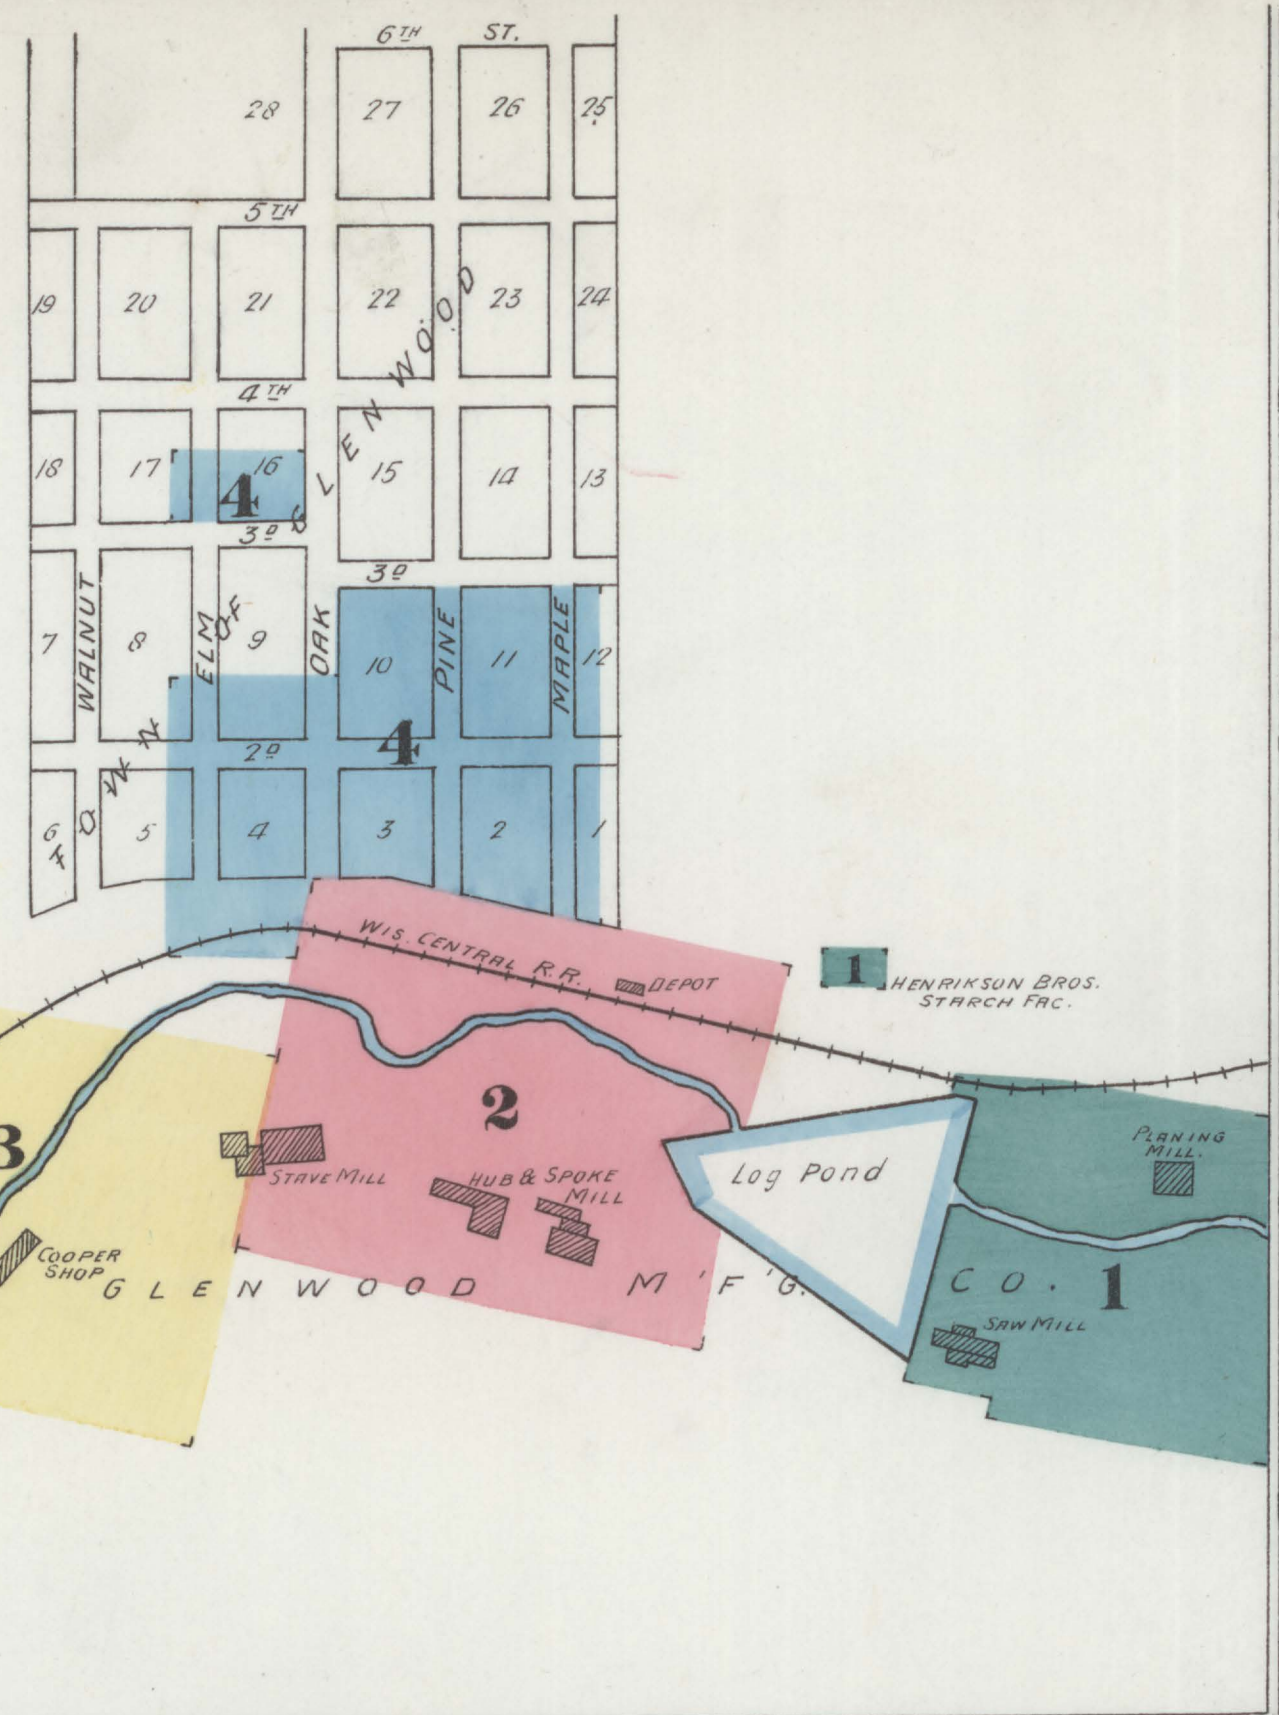 6TH ST.
28 27 26 25
5TH
19 20 21 22 23 24
4TH
18 17 16 15 14 13
4
3D
3D
7 8 9 10 11 12
WALNUT
ELM
OAK
PINE
MAPLE
2D
4
6 5 4 3 2 1
TOWN OF GLENWOOD
WIS. CENTRAL R.R.
DEPOT
1
HENRIKSON BROS.
STARCH FAC.
2
3
STAVE MILL
HUB & SPOKE
MILL
Log Pond
PLANING
MILL.
COOPER
SHOP
GLENWOOD M'F'G. CO.
1
SAW MILL